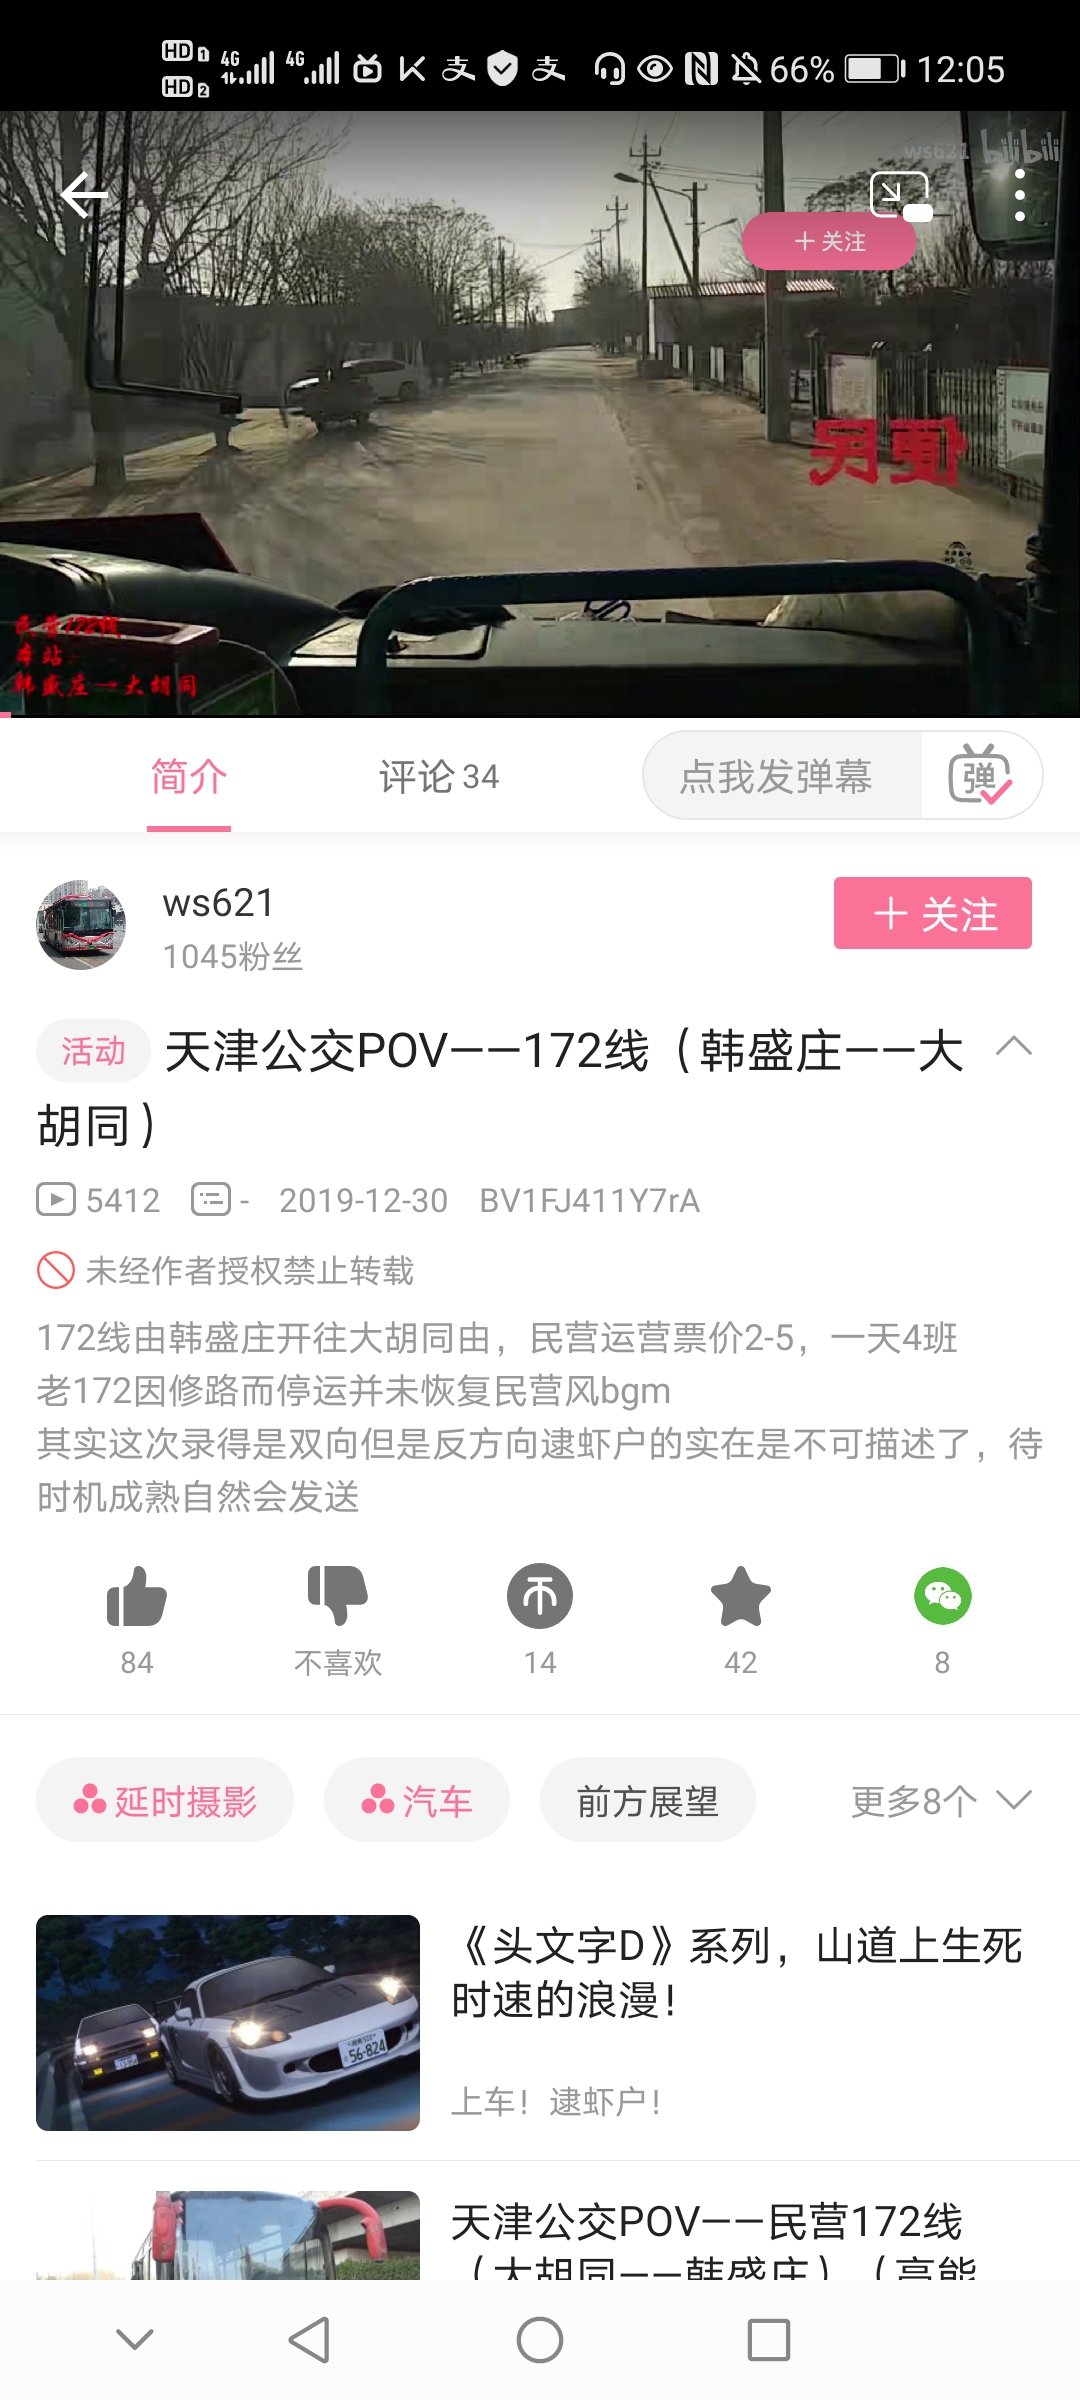 HD 1 4G 4G 66% 12:05
HD 2
ws621 bilibili
+ 关注
民营172线
本站:
韩盛庄—大胡同
简介 评论 34 点我发弹幕 弹
ws621
1045粉丝
+ 关注
活动 天津公交POV——172线（韩盛庄——大
胡同）
5412 - 2019-12-30 BV1FJ411Y7rA
未经作者授权禁止转载
172线由韩盛庄开往大胡同由，民营运营票价2-5，一天4班
老172因修路而停运并未恢复民营风bgm
其实这次录得是双向但是反方向逮虾户的实在是不可描述了，待
时机成熟自然会发送
84 不喜欢 14 42 8
延时摄影 汽车 前方展望 更多8个
56-824
《头文字D》系列，山道上生死
时速的浪漫！
上车！逮虾户！
天津公交POV——民营172线
（大胡同——韩盛庄）（高能